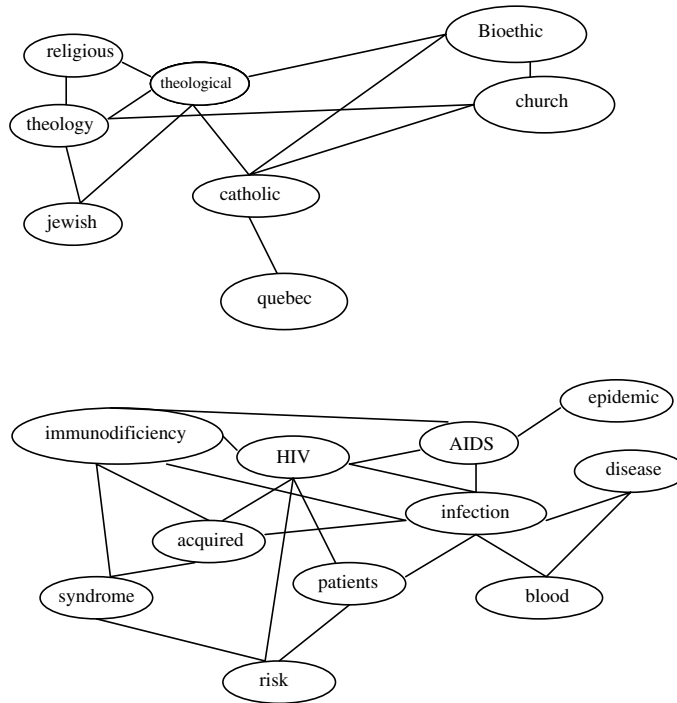 religious
theological
Bioethic
church
theology
catholic
jewish
quebec
epidemic
immunodificiency
AIDS
HIV
disease
infection
acquired
patients
syndrome
blood
risk